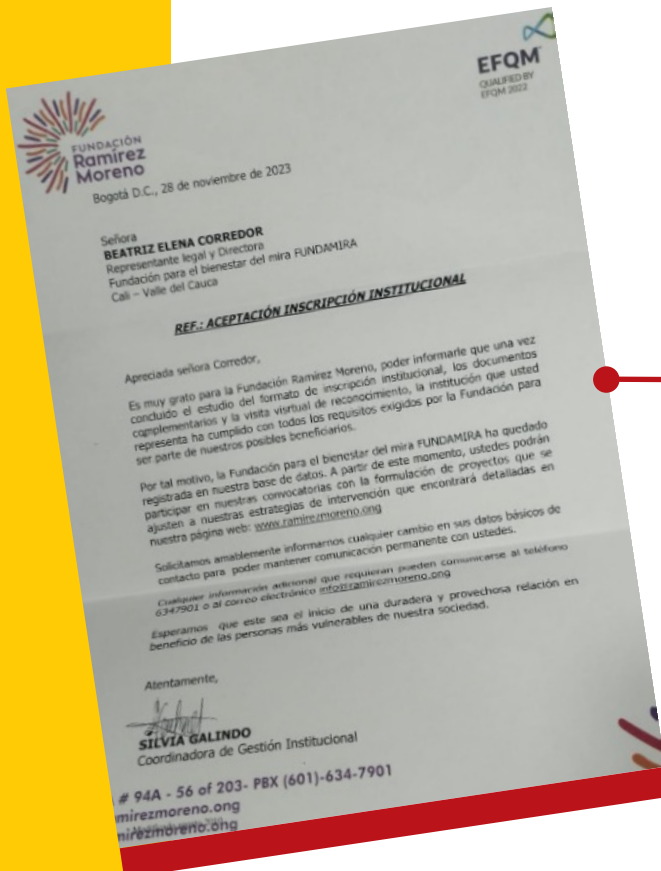 EFQM
QUALIFIED BY
EFQM 2022
FUNDACIÓN
Ramírez
Moreno
Bogotá D.C., 28 de noviembre de 2023
Señora
BEATRIZ ELENA CORREDOR
Representante legal y Directora
Fundación para el bienestar del mira FUNDAMIRA
Cali – Valle del Cauca
REF.: ACEPTACIÓN INSCRIPCIÓN INSTITUCIONAL
Apreciada señora Corredor,
Es muy grato para la Fundación Ramírez Moreno, poder informarle que una vez
concluido el estudio del formato de inscripción institucional, los documentos
complementarios y la visita visrtual de reconocimiento, la institución que usted
representa ha cumplido con todos los requisitos exigidos por la Fundación para
ser parte de nuestros posibles beneficiarios.
Por tal motivo, la Fundación para el bienestar del mira FUNDAMIRA ha quedado
registrada en nuestra base de datos. A partir de este momento, ustedes podrán
participar en nuestras convocatorias con la formulación de proyectos que se
ajusten a nuestras estrategias de intervención que encontrará detalladas en
nuestra página web: www.ramirezmoreno.ong
Solicitamos amablemente informarnos cualquier cambio en sus datos básicos de
contacto para poder mantener comunicación permanente con ustedes.
Cualquier información adicional que requieran pueden comunicarse al teléfono
6347901 o al correo electrónico info@ramirezmoreno.ong
Esperamos que este sea el inicio de una duradera y provechosa relación en
beneficio de las personas más vulnerables de nuestra sociedad.
Atentamente,
SILVIA GALINDO
Coordinadora de Gestión Institucional
# 94A - 56 of 203- PBX (601)-634-7901
mirezmoreno.ong
mirezmoreno.ong